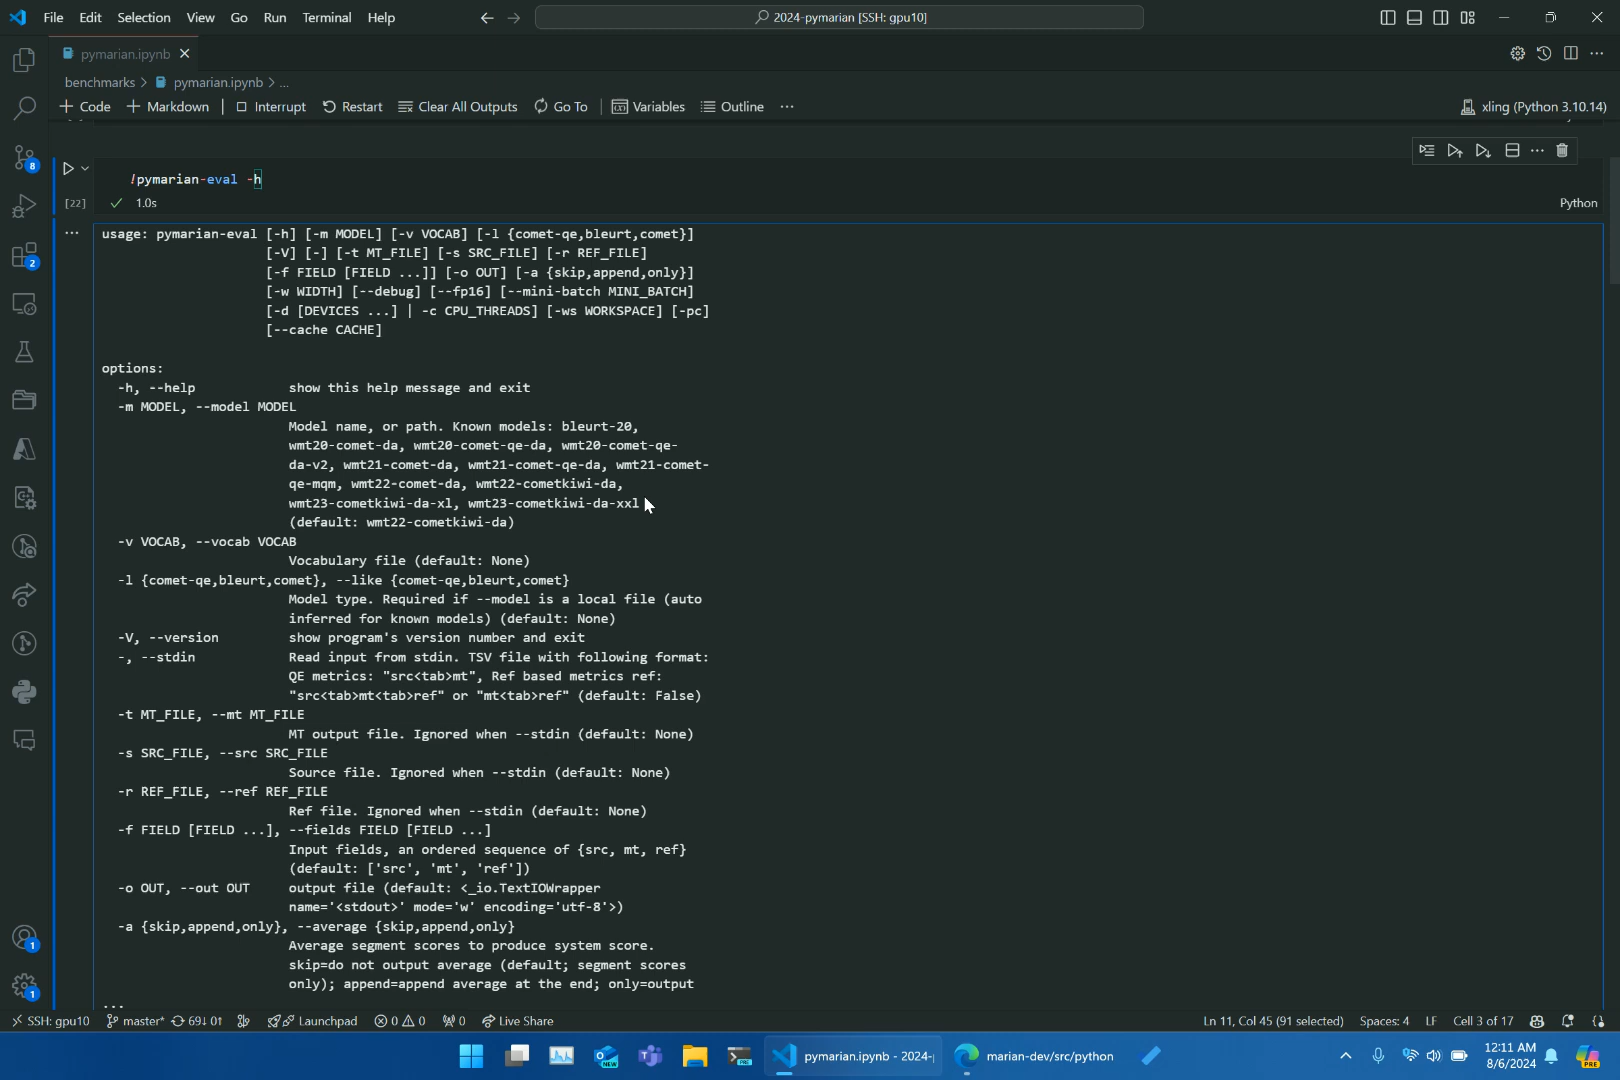 File Edit Selection View Go Run Terminal Help
2024-pymarian [SSH: gpu10]
pymarian.ipynb
benchmarks > pymarian.ipynb > ...
+ Code + Markdown Interrupt Restart Clear All Outputs Go To Variables Outline ...
xling (Python 3.10.14)
!pymarian-eval -h
[22] 1.0s
Python
usage: pymarian-eval [-h] [-m MODEL] [-v VOCAB] [-l {comet-qe,bleurt,comet}]
[-V] [-] [-t MT_FILE] [-s SRC_FILE] [-r REF_FILE]
[-f FIELD [FIELD ...]] [-o OUT] [-a {skip,append,only}]
[-w WIDTH] [--debug] [--fp16] [--mini-batch MINI_BATCH]
[-d [DEVICES ...] | -c CPU_THREADS] [-ws WORKSPACE] [-pc]
[--cache CACHE]
options:
-h, --help show this help message and exit
-m MODEL, --model MODEL
Model name, or path. Known models: bleurt-20,
wmt20-comet-da, wmt20-comet-qe-da, wmt20-comet-qe-
da-v2, wmt21-comet-da, wmt21-comet-qe-da, wmt21-comet-
qe-mqm, wmt22-comet-da, wmt22-cometkiwi-da,
wmt23-cometkiwi-da-xl, wmt23-cometkiwi-da-xxl
(default: wmt22-cometkiwi-da)
-v VOCAB, --vocab VOCAB
Vocabulary file (default: None)
-l {comet-qe,bleurt,comet}, --like {comet-qe,bleurt,comet}
Model type. Required if --model is a local file (auto
inferred for known models) (default: None)
-V, --version show program's version number and exit
-, --stdin Read input from stdin. TSV file with following format:
QE metrics: "src<tab>mt", Ref based metrics ref:
"src<tab>mt<tab>ref" or "mt<tab>ref" (default: False)
-t MT_FILE, --mt MT_FILE
MT output file. Ignored when --stdin (default: None)
-s SRC_FILE, --src SRC_FILE
Source file. Ignored when --stdin (default: None)
-r REF_FILE, --ref REF_FILE
Ref file. Ignored when --stdin (default: None)
-f FIELD [FIELD ...], --fields FIELD [FIELD ...]
Input fields, an ordered sequence of {src, mt, ref}
(default: ['src', 'mt', 'ref'])
-o OUT, --out OUT output file (default: <_io.TextIOWrapper
name='<stdout>' mode='w' encoding='utf-8'>)
-a {skip,append,only}, --average {skip,append,only}
Average segment scores to produce system score.
skip=do not output average (default; segment scores
only); append=append average at the end; only=output
...
8
2
1
1
SSH: gpu10 master* 69↓ 0↑ Launchpad 0 0 0 Live Share
Ln 11, Col 45 (91 selected) Spaces: 4 LF Cell 3 of 17
pymarian.ipynb - 2024-p
marian-dev/src/python
12:11 AM
8/6/2024